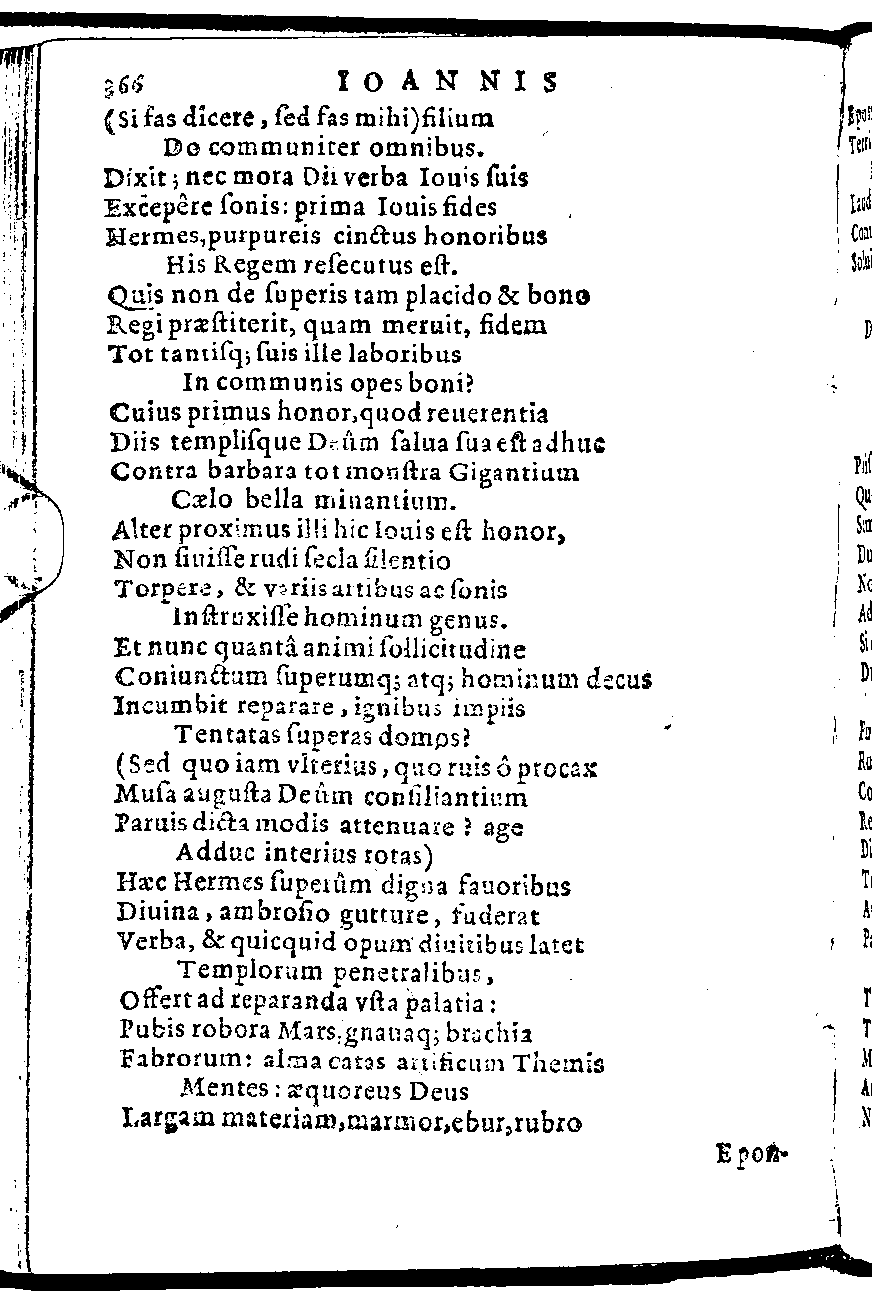 366 IOANNIS
(Si fas dicere, ſed fas mihi) filium
Do communiter omnibus.
Dixit; nec mora Dii verba Iouis ſuis
Excepêre ſonis: prima Iouis fides
Hermes, purpureis cinctus honoribus
His Regem reſecutus eſt.
Quis non de ſuperis tam placido & bono
Regi præſtiterit, quam meruit, fidem
Tot tantiſq; ſuis ille laboribus
In communis opes boni?
Cuius primus honor, quod reuerentia
Diis templiſque Deûm ſalua ſua eſt adhuc
Contra barbara tot monſtra Gigantium
Cælo bella minantium.
Alter proximus illi hic Iouis eſt honor,
Non ſiuiſſe rudi ſecla ſilentio
Torpere, & variis artibus ac ſonis
Inſtruxiſſe hominum genus.
Et nunc quantâ animi ſollicitudine
Coniunctum ſuperumq; atq; hominum decus
Incumbit reparare, ignibus impiis
Tentatas ſuperas domos?
(Sed quo iam vlterius, quo ruis ô procax
Muſa auguſta Deûm conſiliantium
Paruis dicta modis attenuare? age
Adduc interius rotas)
Hæc Hermes ſuperûm digna fauoribus
Diuina, ambroſio gutture, fuderat
Verba, & quicquid opum diuitibus latet
Templorum penetralibus,
Offert ad reparanda vſta palatia:
Pubis robora Mars, gnauaq; brachia
Fabrorum: alma catas artificum Themis
Mentes: æquoreus Deus
Largam materiam, marmor, ebur, rubro
Epon-